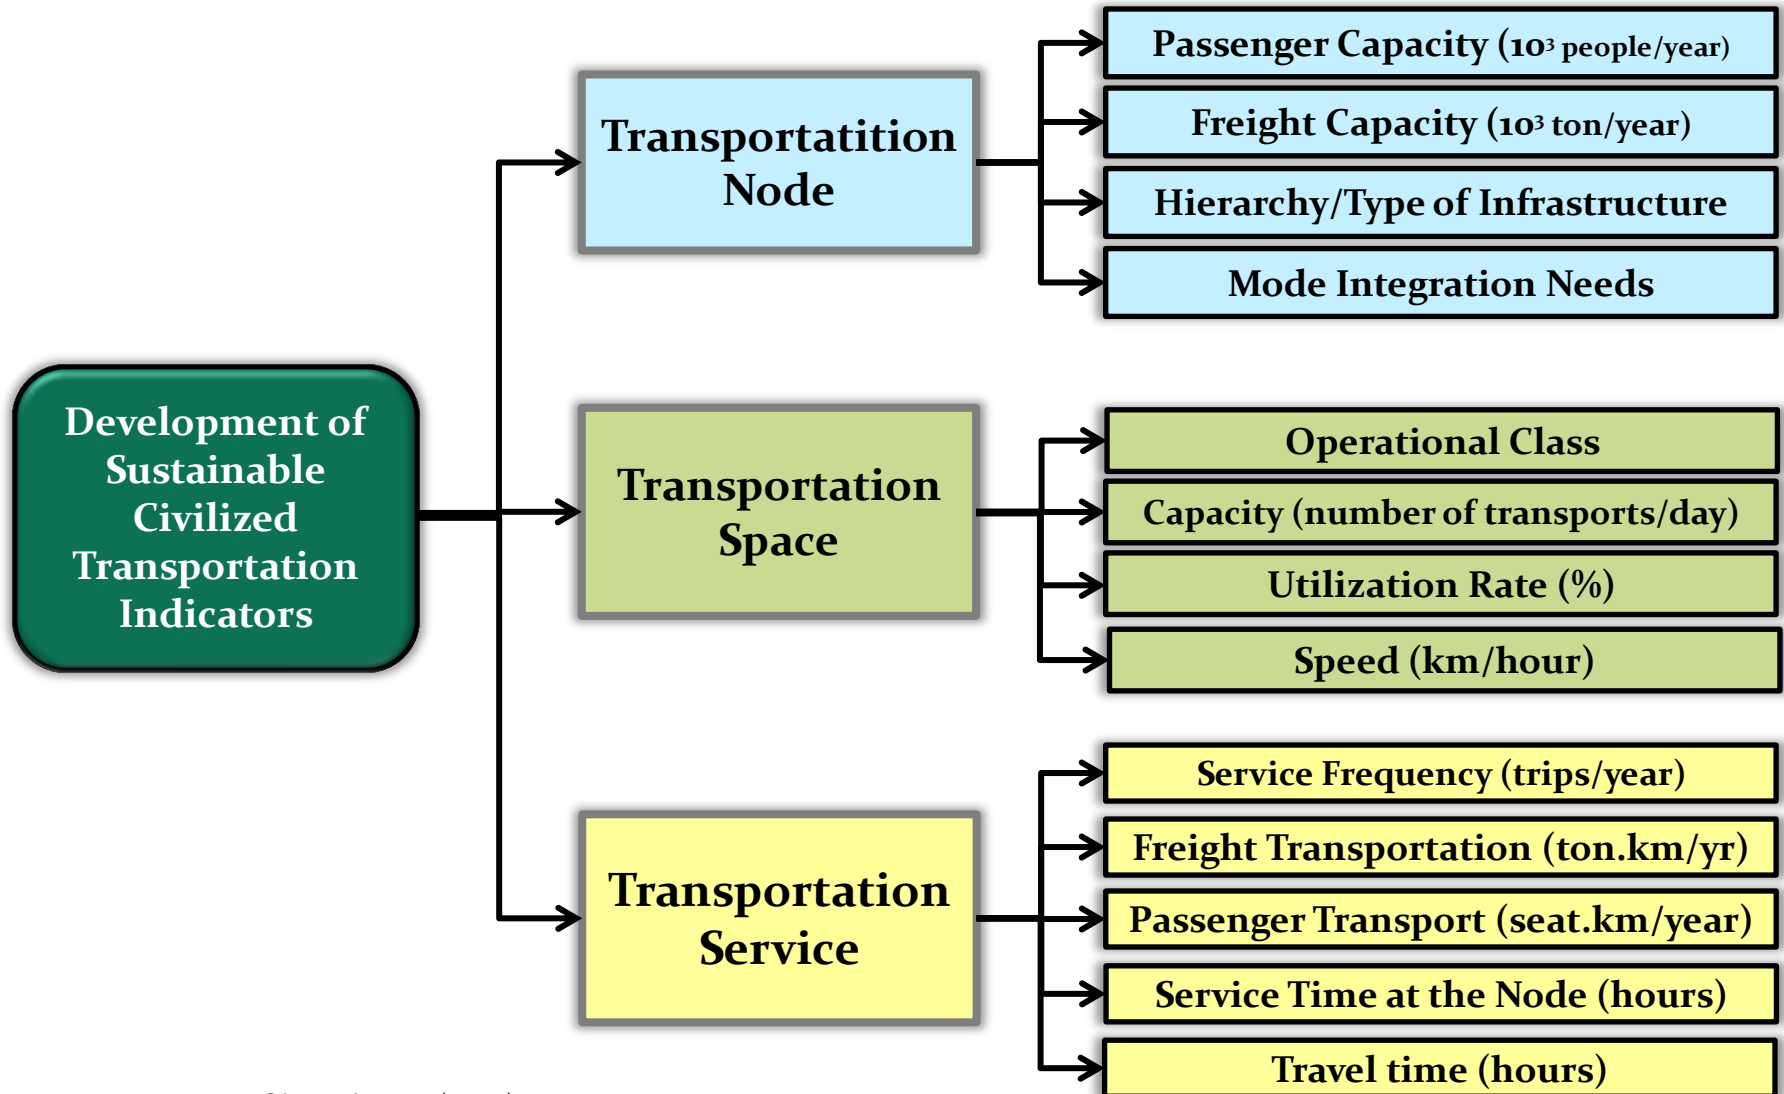 Development of
Sustainable
Civilized
Transportation
Indicators
Transportatition
Node
Passenger Capacity (10³ people/year)
Freight Capacity (10³ ton/year)
Hierarchy/Type of Infrastructure
Mode Integration Needs
Transportation
Space
Operational Class
Capacity (number of transports/day)
Utilization Rate (%)
Speed (km/hour)
Transportation
Service
Service Frequency (trips/year)
Freight Transportation (ton.km/yr)
Passenger Transport (seat.km/year)
Service Time at the Node (hours)
Travel time (hours)